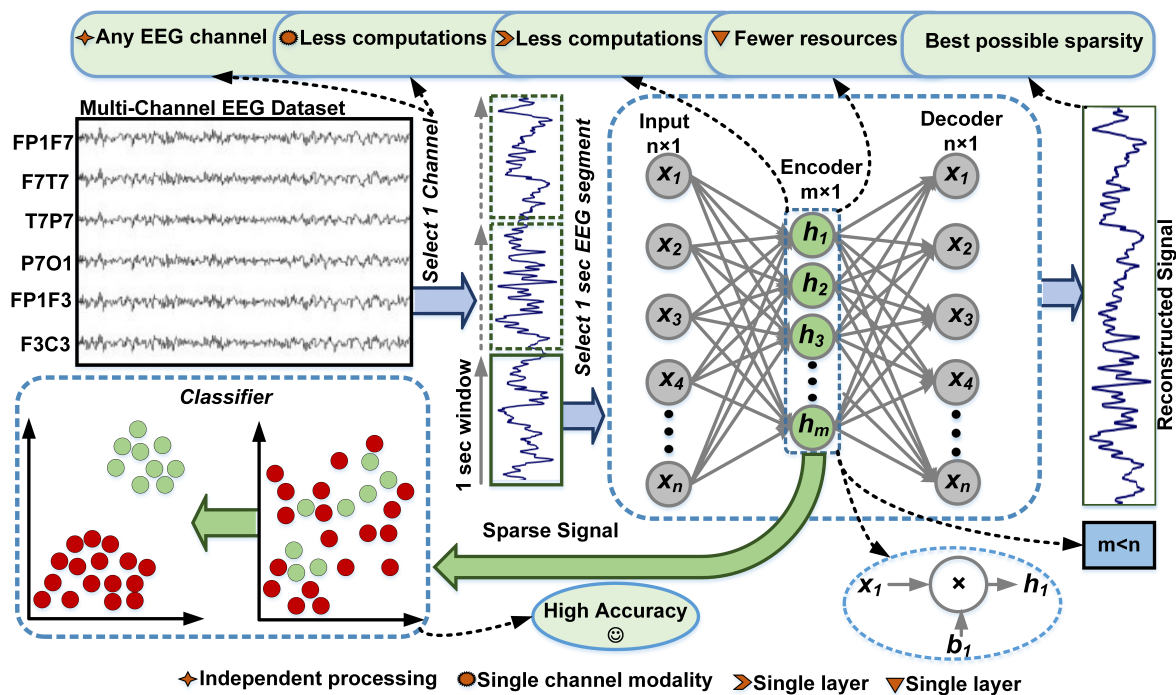 Any EEG channel
Less computations
Less computations
Fewer resources
Best possible sparsity
Multi-Channel EEG Dataset
FP1F7
F7T7
T7P7
P7O1
FP1F3
F3C3
Select 1 Channel
1 sec window
Select 1 sec EEG segment
Input
n×1
x1
x2
x3
x4
xn
Encoder
m×1
h1
h2
h3
hm
Decoder
n×1
x1
x2
x3
x4
xn
Reconstructed Signal
m<n
Classifier
Sparse Signal
High Accuracy
☺
x1
×
h1
b1
Independent processing
Single channel modality
Single layer
Single layer